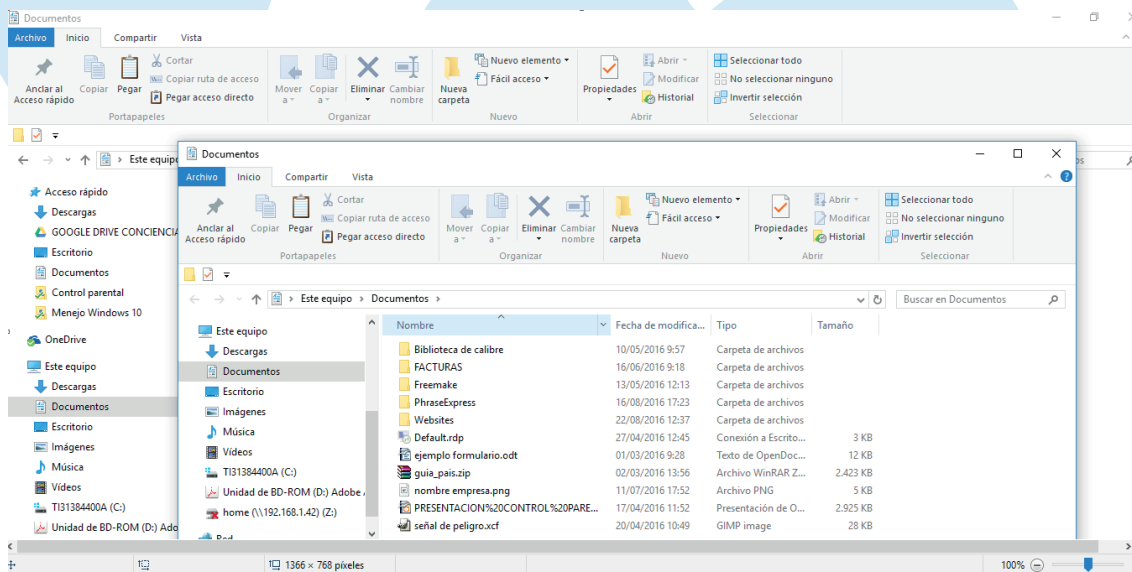 Documentos
Archivo Inicio Compartir Vista
Anclar al Acceso rápido
Copiar
Pegar
Cortar
Copiar ruta de acceso
Pegar acceso directo
Mover a
Copiar a
Eliminar
Cambiar nombre
Nueva carpeta
Nuevo elemento
Fácil acceso
Propiedades
Abrir
Modificar
Historial
Seleccionar todo
No seleccionar ninguno
Invertir selección
Portapapeles Organizar Nuevo Abrir Seleccionar
Este equipo
Acceso rápido
Descargas
GOOGLE DRIVE CONCIENCIA
Escritorio
Documentos
Control parental
Menejo Windows 10
OneDrive
Este equipo
Descargas
Documentos
Escritorio
Imágenes
Música
Vídeos
TI31384400A (C:)
Unidad de BD-ROM (D:) Ado
Documentos
Archivo Inicio Compartir Vista
Anclar al Acceso rápido
Copiar
Pegar
Cortar
Copiar ruta de acceso
Pegar acceso directo
Mover a
Copiar a
Eliminar
Cambiar nombre
Nueva carpeta
Nuevo elemento
Fácil acceso
Propiedades
Abrir
Modificar
Historial
Seleccionar todo
No seleccionar ninguno
Invertir selección
Portapapeles Organizar Nuevo Abrir Seleccionar
Este equipo > Documentos > Buscar en Documentos
Este equipo
Descargas
Documentos
Escritorio
Imágenes
Música
Vídeos
TI31384400A (C:)
Unidad de BD-ROM (D:) Adobe
home (\\192.168.1.42) (Z:)
Red
Nombre Fecha de modifica... Tipo Tamaño
Biblioteca de calibre 10/05/2016 9:57 Carpeta de archivos
FACTURAS 16/06/2016 9:18 Carpeta de archivos
Freemake 13/05/2016 12:13 Carpeta de archivos
PhraseExpress 16/08/2016 17:23 Carpeta de archivos
Websites 22/08/2016 12:37 Carpeta de archivos
Default.rdp 27/04/2016 12:45 Conexión a Escrito... 3 KB
ejemplo formulario.odt 01/03/2016 9:28 Texto de OpenDoc... 12 KB
guia_pais.zip 02/03/2016 13:56 Archivo WinRAR Z... 2.423 KB
nombre empresa.png 11/07/2016 17:52 Archivo PNG 5 KB
PRESENTACION%20CONTROL%20PARE... 17/04/2016 11:52 Presentación de O... 2.925 KB
señal de peligro.xcf 20/04/2016 10:49 GIMP image 28 KB
1366 × 768 píxeles 100%